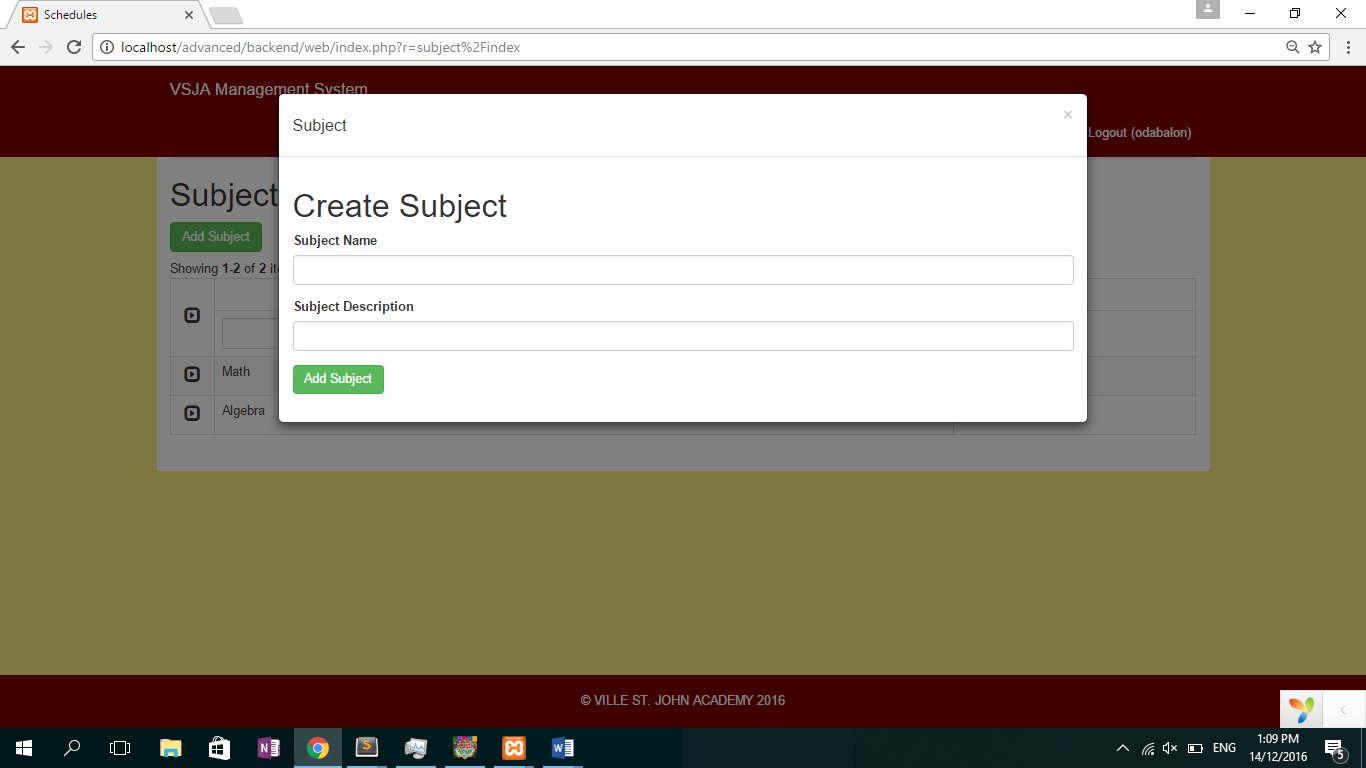 Schedules
localhost/advanced/backend/web/index.php?r=subject%2Findex
VSJA Management System
Logout (odabalon)
Subject
×
Create Subject
Subject Name
Subject Description
Add Subject
Subject
Add Subject
Showing 1-2 of 2
Math
Algebra
© VILLE ST. JOHN ACADEMY 2016
ENG
1:09 PM
14/12/2016
5